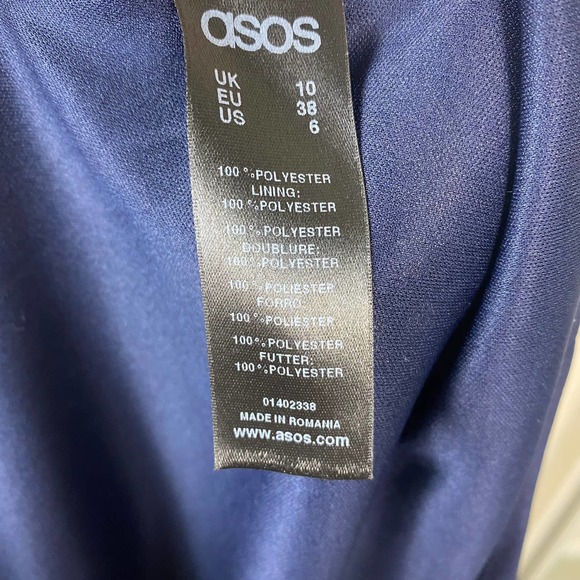 asos
UK 10
EU 38
US 6
100%POLYESTER
LINING:
100%POLYESTER
100%POLYESTER
DOUBLURE:
100%POLYESTER
100%POLIESTER
FORRO:
100%POLIESTER
100%POLYESTER
FUTTER:
100%POLYESTER
01402338
MADE IN ROMANIA
www.asos.com